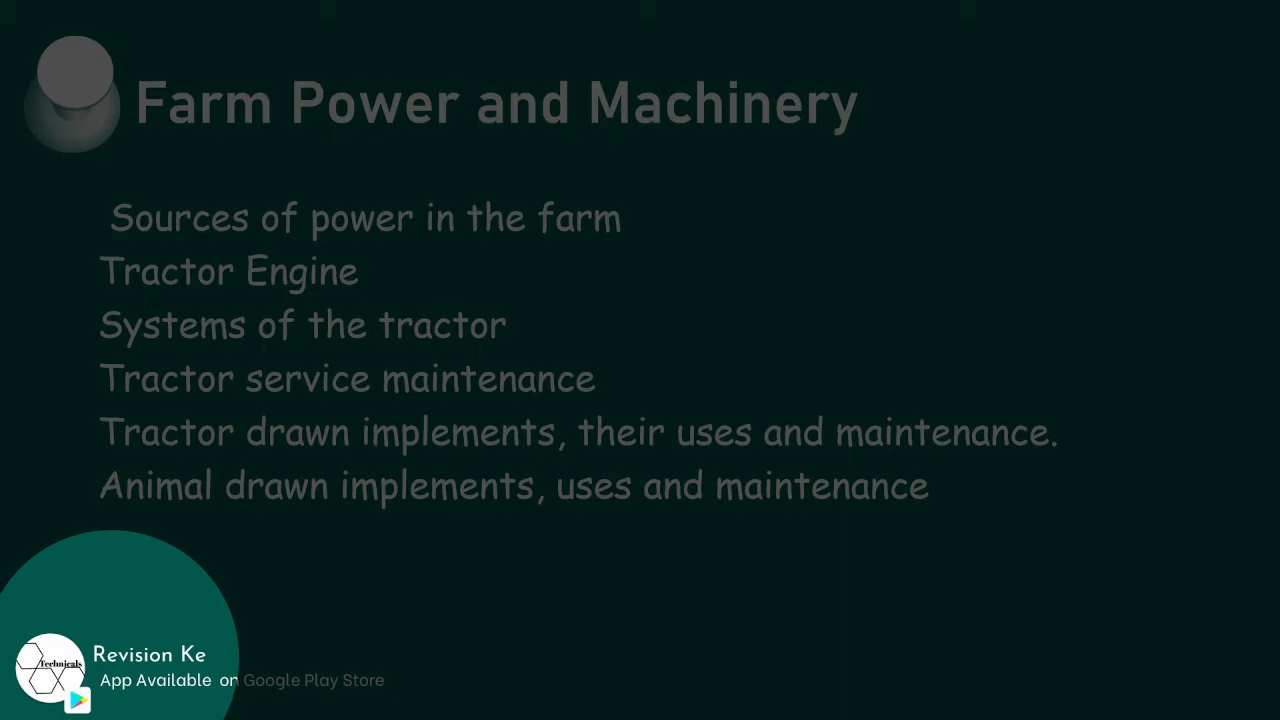 Farm Power and Machinery
Sources of power in the farm
Tractor Engine
Systems of the tractor
Tractor service maintenance
Tractor drawn implements, their uses and maintenance.
Animal drawn implements, uses and maintenance
Technicals
Revision Ke
App Available on Google Play Store